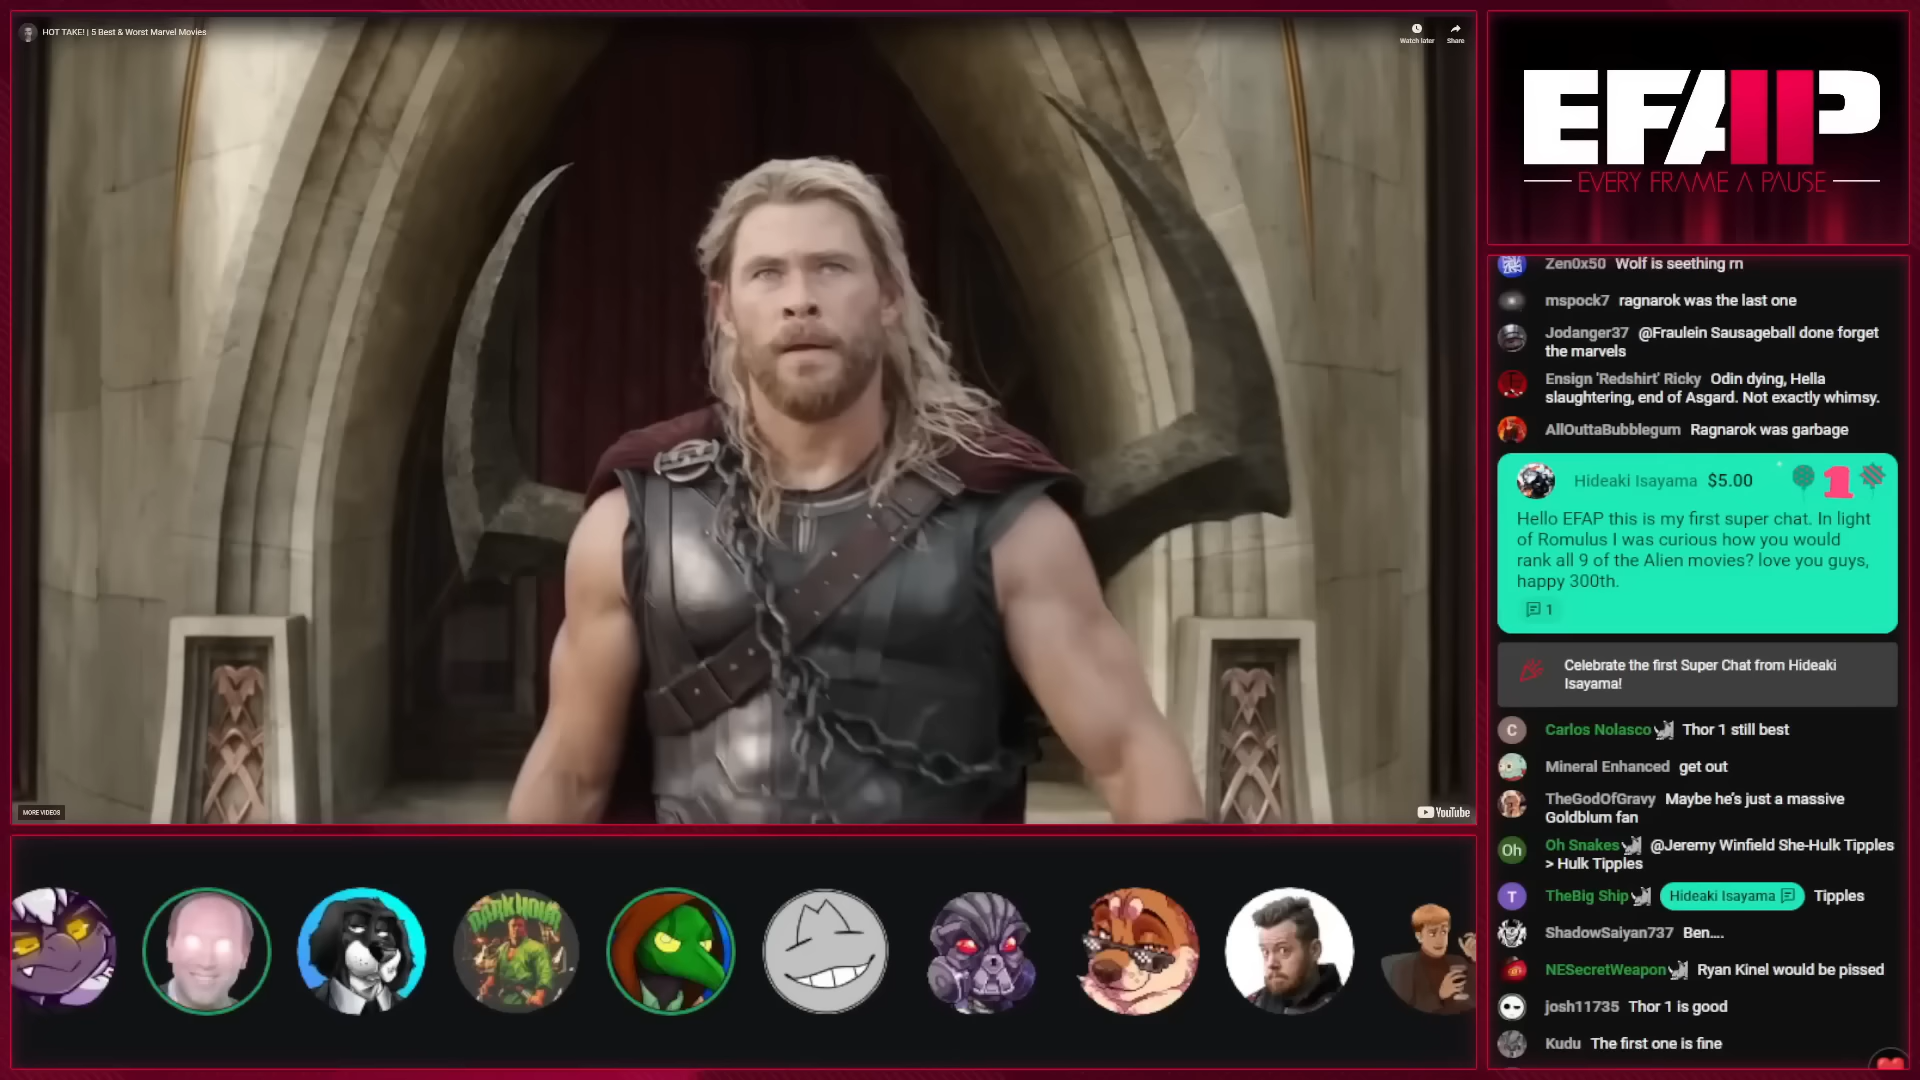 HOT TAKE! | 5 Best & Worst Marvel Movies
Watch later
Share
MORE VIDEOS
YouTube
DARK HOUR
EFAP
EVERY FRAME A PAUSE
Zen0x50 Wolf is seething rn
mspock7 ragnarok was the last one
Jodanger37 @Fraulein Sausageball done forget
the marvels
Ensign 'Redshirt' Ricky Odin dying, Hella
slaughtering, end of Asgard. Not exactly whimsy.
AllOuttaBubblegum Ragnarok was garbage
Hideaki Isayama $5.00
1
Hello EFAP this is my first super chat. In light
of Romulus I was curious how you would
rank all 9 of the Alien movies? love you guys,
happy 300th.
1
Celebrate the first Super Chat from Hideaki
Isayama!
C
Carlos Nolasco Thor 1 still best
Mineral Enhanced get out
TheGodOfGravy Maybe he's just a massive
Goldblum fan
Oh
Oh Snakes @Jeremy Winfield She-Hulk Tipples
> Hulk Tipples
T
TheBig Ship Hideaki Isayama Tipples
ShadowSaiyan737 Ben....
NESecretWeapon Ryan Kinel would be pissed
josh11735 Thor 1 is good
Kudu The first one is fine